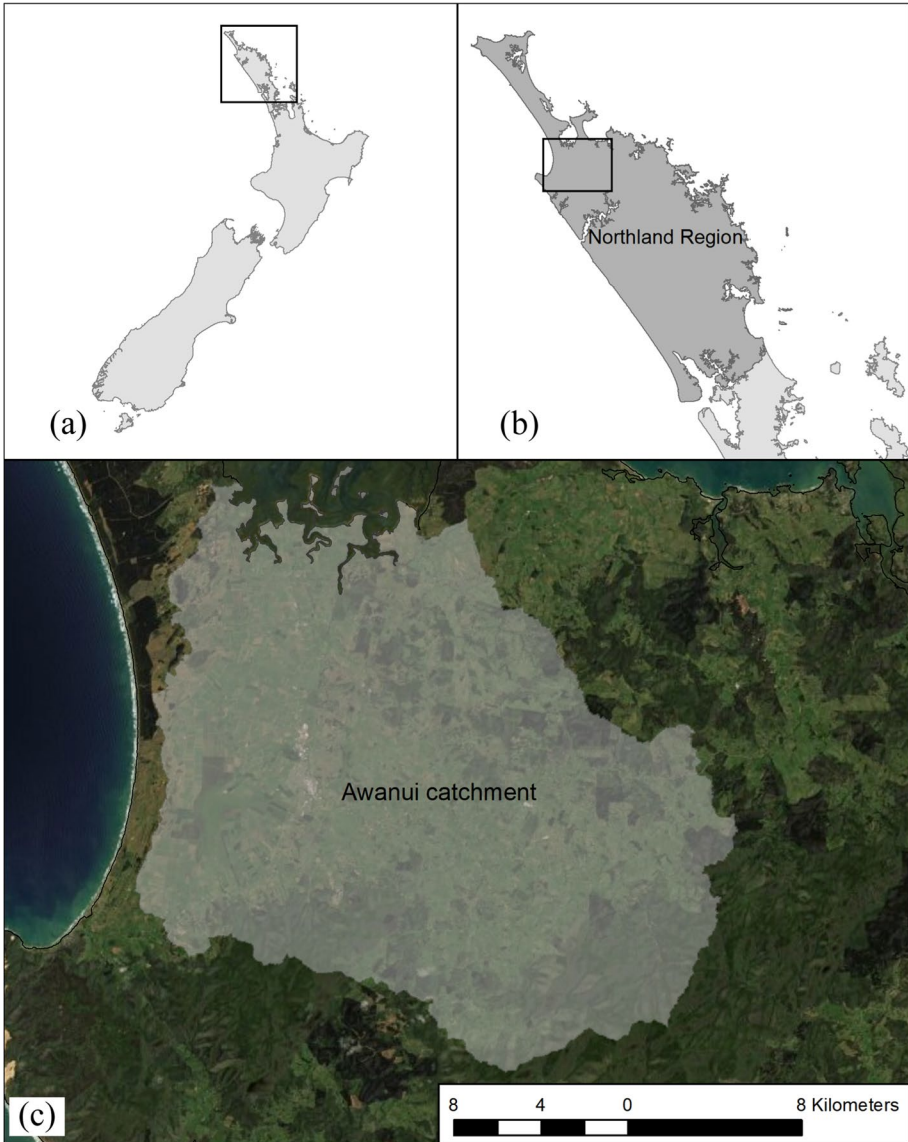 (a)
(b)
Northland Region
Awanui catchment
(c)
8 4 0 8 Kilometers